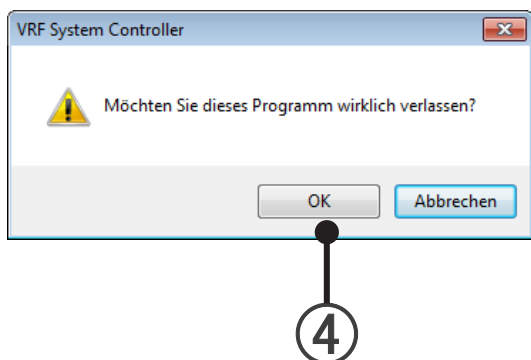 VRF System Controller
Möchten Sie dieses Programm wirklich verlassen?
OK Abbrechen
4